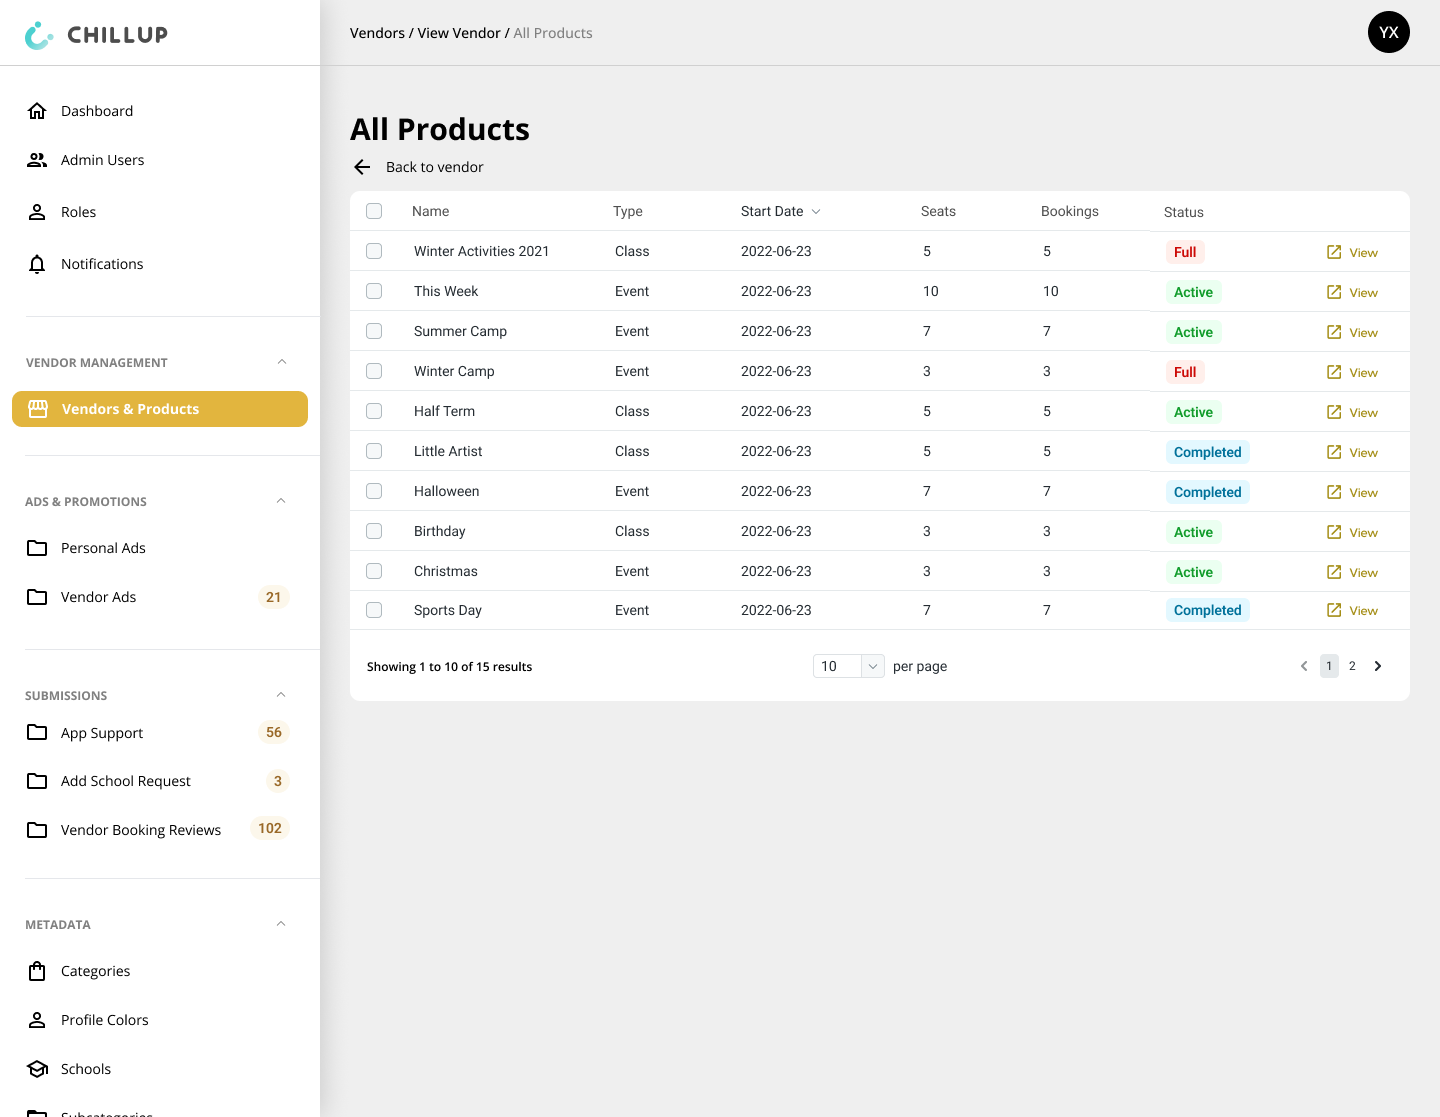 CHILLUP
Vendors / View Vendor / All Products
YX
Dashboard
Admin Users
Roles
Notifications
VENDOR MANAGEMENT
Vendors & Products
ADS & PROMOTIONS
Personal Ads
Vendor Ads 21
SUBMISSIONS
App Support 56
Add School Request 3
Vendor Booking Reviews 102
METADATA
Categories
Profile Colors
Schools
Subcategories
All Products
Back to vendor
Name Type Start Date Seats Bookings Status
Winter Activities 2021 Class 2022-06-23 5 5 Full View
This Week Event 2022-06-23 10 10 Active View
Summer Camp Event 2022-06-23 7 7 Active View
Winter Camp Event 2022-06-23 3 3 Full View
Half Term Class 2022-06-23 5 5 Active View
Little Artist Class 2022-06-23 5 5 Completed View
Halloween Event 2022-06-23 7 7 Completed View
Birthday Class 2022-06-23 3 3 Active View
Christmas Event 2022-06-23 3 3 Active View
Sports Day Event 2022-06-23 7 7 Completed View
Showing 1 to 10 of 15 results 10 per page 1 2